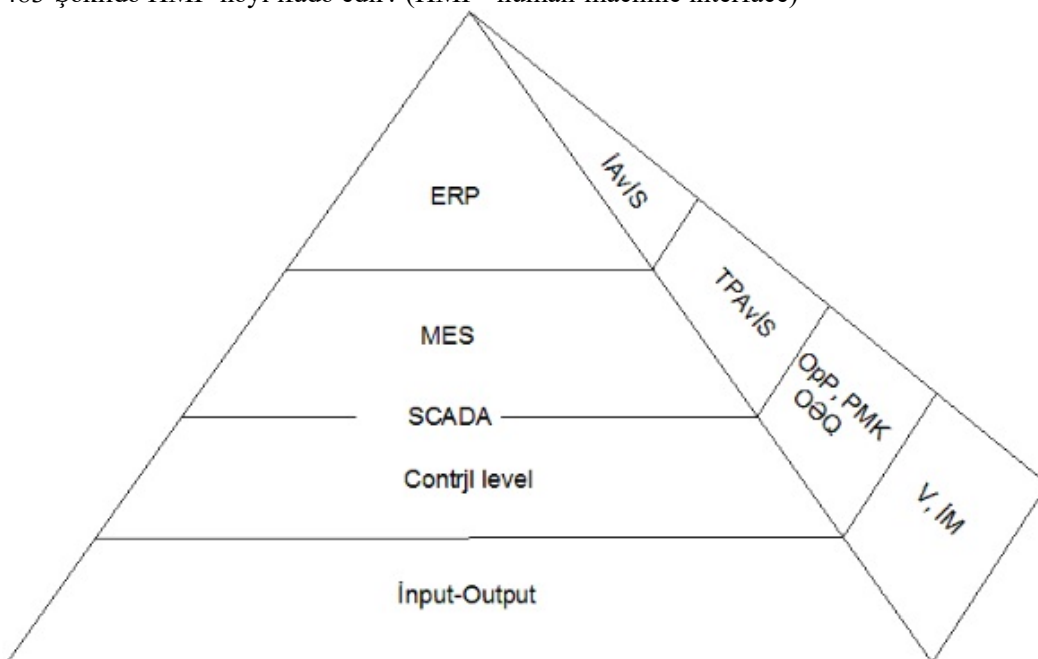 485 Şəkildə HMI- nəyi ifadə edir? (HMI - human-machine interface)
ERP
İAvİS
MES
TPAvİS
SCADA
OpP, PMK
OƏQ
Contrjl level
V, İM
İnput-Output